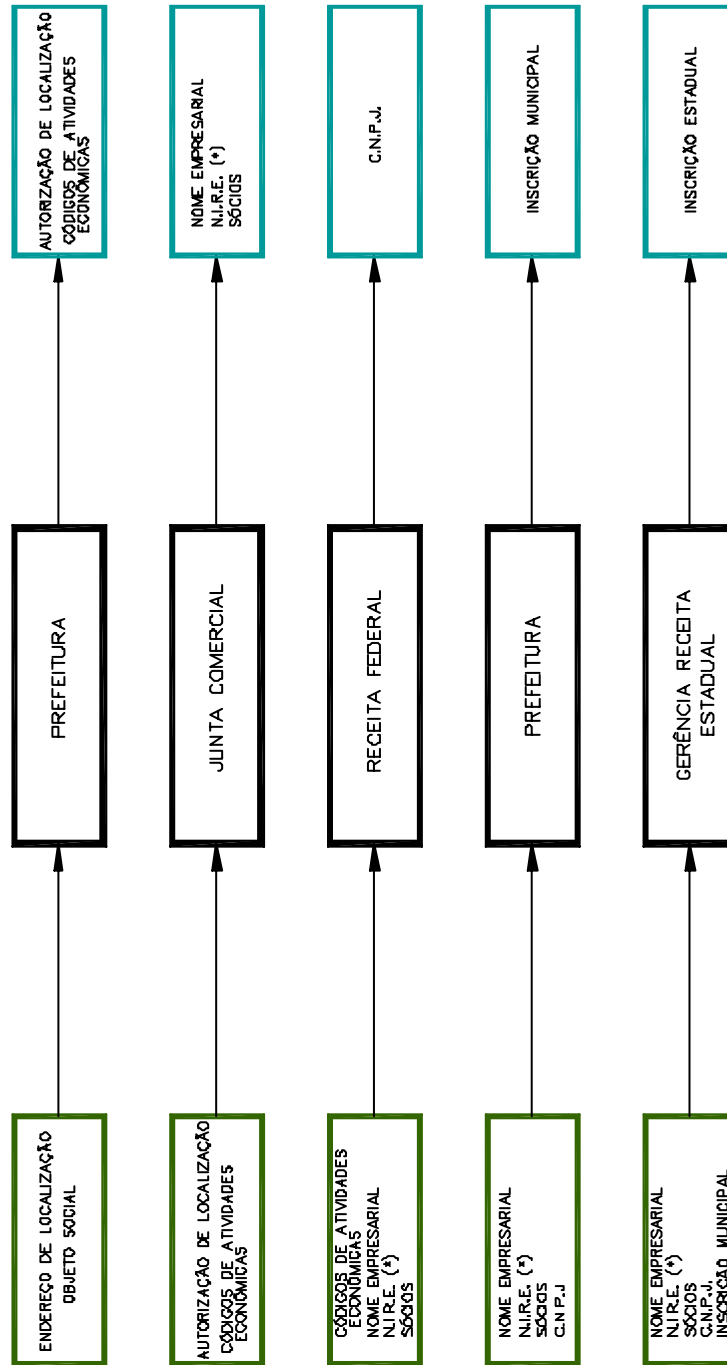 ENDEREÇO DE LOCALIZAÇÃO
OBJETO SOCIAL
PREFEITURA
AUTORIZAÇÃO DE LOCALIZAÇÃO
CÓDIGOS DE ATIVIDADES
ECONÔMICAS
AUTORIZAÇÃO DE LOCALIZAÇÃO
CÓDIGOS DE ATIVIDADES
ECONÔMICAS
JUNTA COMERCIAL
NOME EMPRESARIAL
N.I.R.E. (*)
SÓCIOS
CÓDIGOS DE ATIVIDADES
ECONÔMICAS
NOME EMPRESARIAL
N.I.R.E. (*)
SÓCIOS
RECEITA FEDERAL
C.N.P.J.
NOME EMPRESARIAL
N.I.R.E. (*)
SÓCIOS
C.N.P.J
PREFEITURA
INSCRIÇÃO MUNICIPAL
NOME EMPRESARIAL
N.I.R.E. (*)
SÓCIOS
C.N.P.J.
INSCRIÇÃO MUNICIPAL
GERÊNCIA RECEITA
ESTADUAL
INSCRIÇÃO ESTADUAL